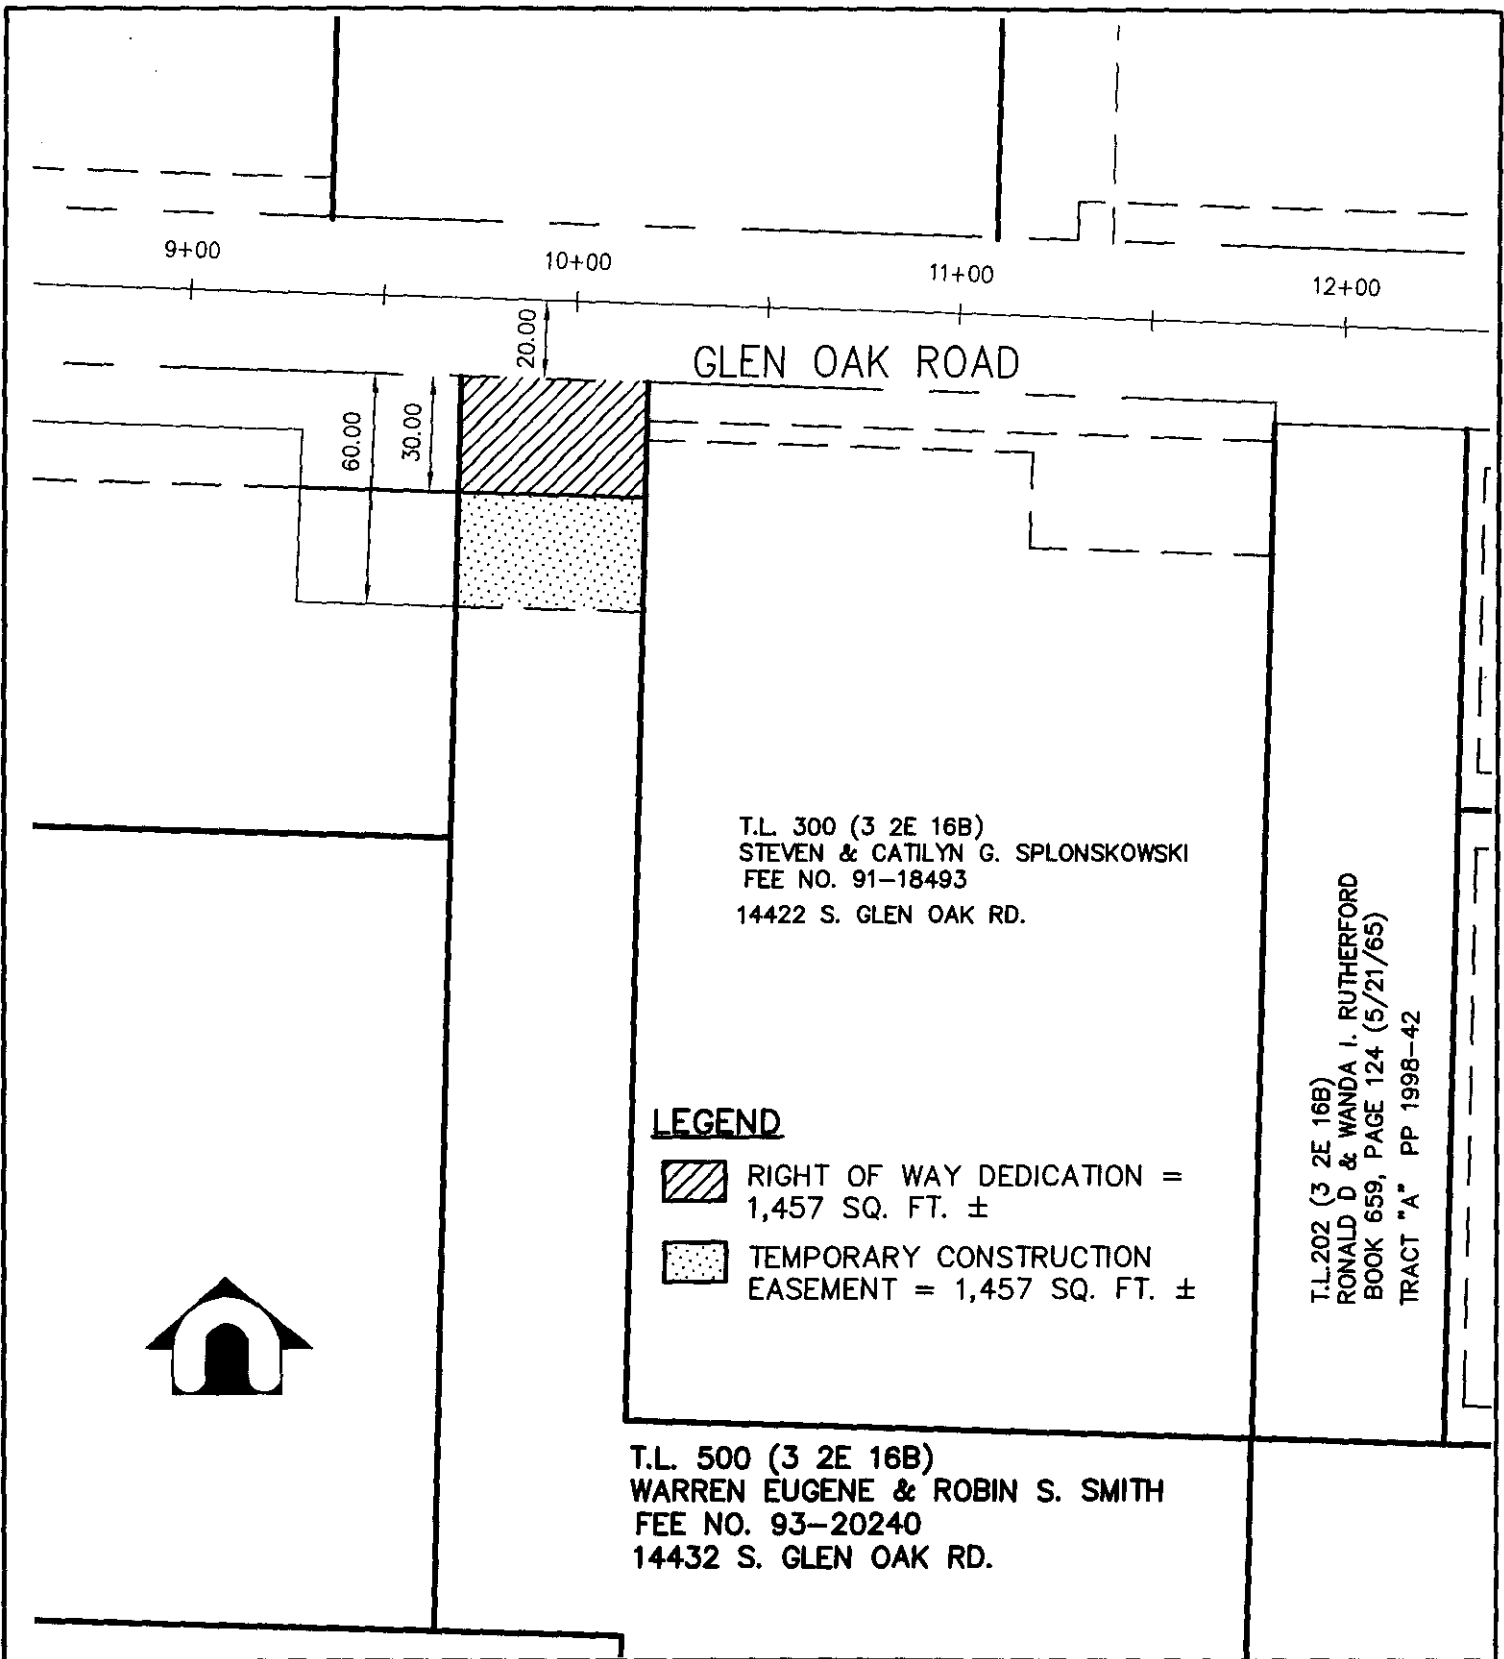 9+00
10+00
11+00
12+00
20.00
GLEN OAK ROAD
60.00
30.00
T.L. 300 (3 2E 16B)
STEVEN & CATILYN G. SPLONSKOWSKI
FEE NO. 91-18493
14422 S. GLEN OAK RD.
T.L.202 (3 2E 16B)
RONALD D & WANDA I. RUTHERFORD
BOOK 659, PAGE 124 (5/21/65)
TRACT "A" PP 1998-42
LEGEND
RIGHT OF WAY DEDICATION =
1,457 SQ. FT. ±
TEMPORARY CONSTRUCTION
EASEMENT = 1,457 SQ. FT. ±
T.L. 500 (3 2E 16B)
WARREN EUGENE & ROBIN S. SMITH
FEE NO. 93-20240
14432 S. GLEN OAK RD.